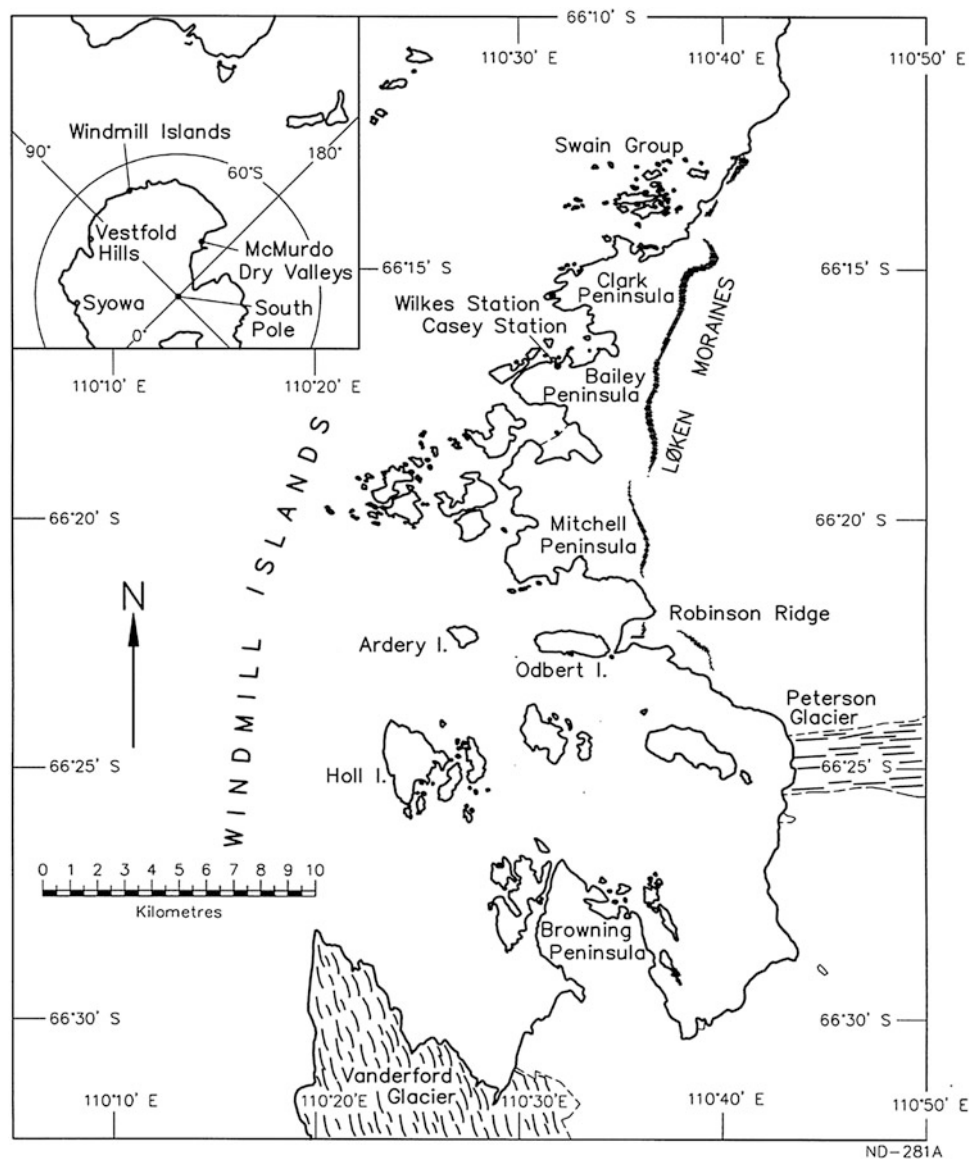 66°10' S
110°30' E
110°40' E
110°50' E
Windmill Islands
90°
60°S
180°
Vestfold
Hills
McMurdo
Dry Valleys
Syowa
South
Pole
0°
110°10' E
110°20' E
Swain Group
66°15' S
66°15' S
Clark
Peninsula
Wilkes Station
Casey Station
Bailey
Peninsula
LØKEN MORAINES
WINDMILL ISLANDS
66°20' S
66°20' S
Mitchell
Peninsula
N
Robinson Ridge
Ardery I.
Odbert I.
Peterson
Glacier
66°25' S
66°25' S
Holl I.
0 1 2 3 4 5 6 7 8 9 10
Kilometres
Browning
Peninsula
66°30' S
66°30' S
Vanderford
Glacier
110°10' E
110°20' E
110°30' E
110°40' E
110°50' E
ND-281A